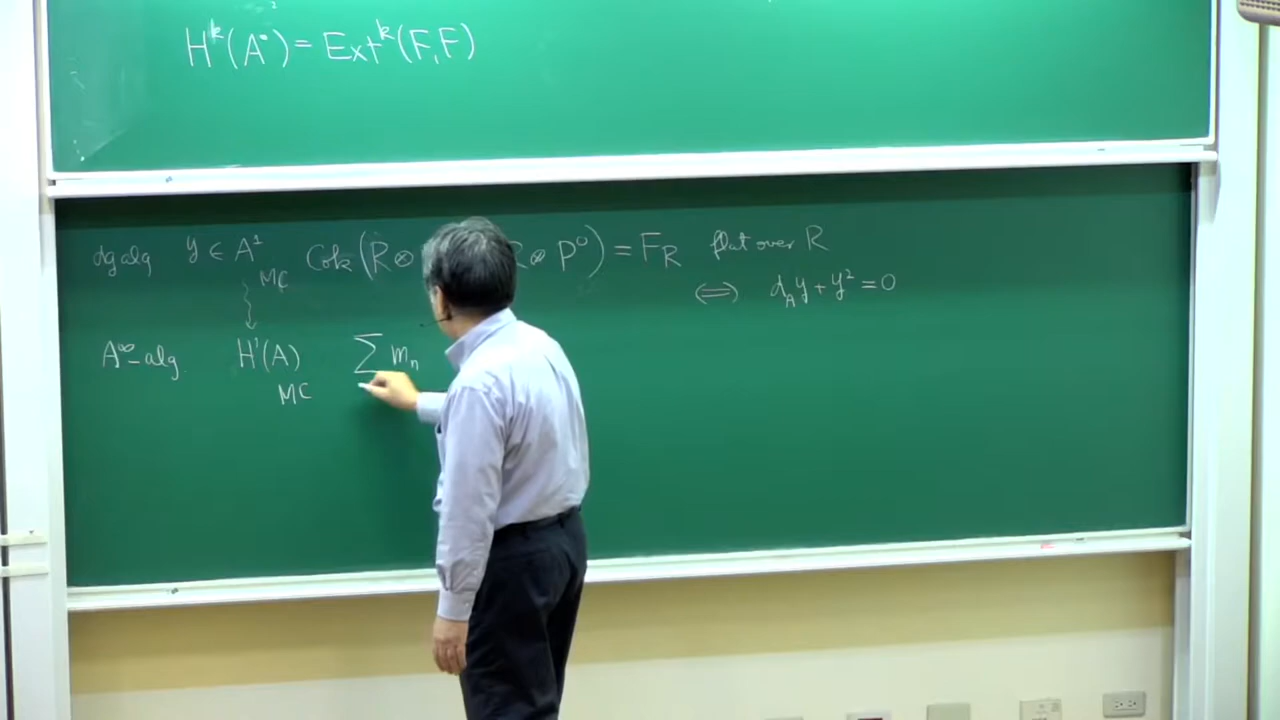 H^k(A^•) = Ext^k(F, F)
dg alg y ∈ A^1 Cok(R ⊗ R ⊗ P^0) = F_R flat over R
MC ⟺ d_A y + y^2 = 0
A^∞-alg. H^1(A) ∑ m_n
MC